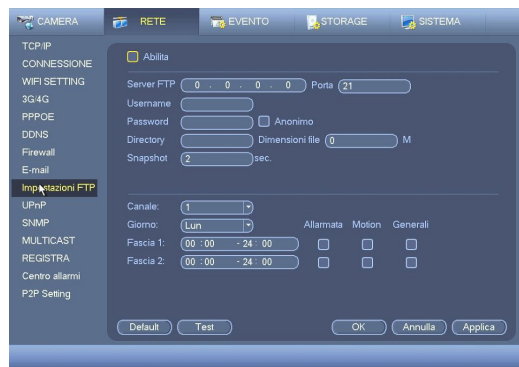 CAMERA RETE EVENTO STORAGE SISTEMA
TCP/IP
CONNESSIONE
WIFI SETTING
3G/4G
PPPOE
DDNS
Firewall
E-mail
Impostazioni FTP
UPnP
SNMP
MULTICAST
REGISTRA
Centro allarmi
P2P Setting
Abilita
Server FTP 0 . 0 . 0 . 0 Porta 21
Username
Password Anonimo
Directory Dimensioni file 0 M
Snapshot 2 sec.
Canale: 1
Giorno: Lun Allarmata Motion Generali
Fascia 1: 00 :00 - 24: 00
Fascia 2: 00 :00 - 24: 00
Default Test OK Annulla Applica